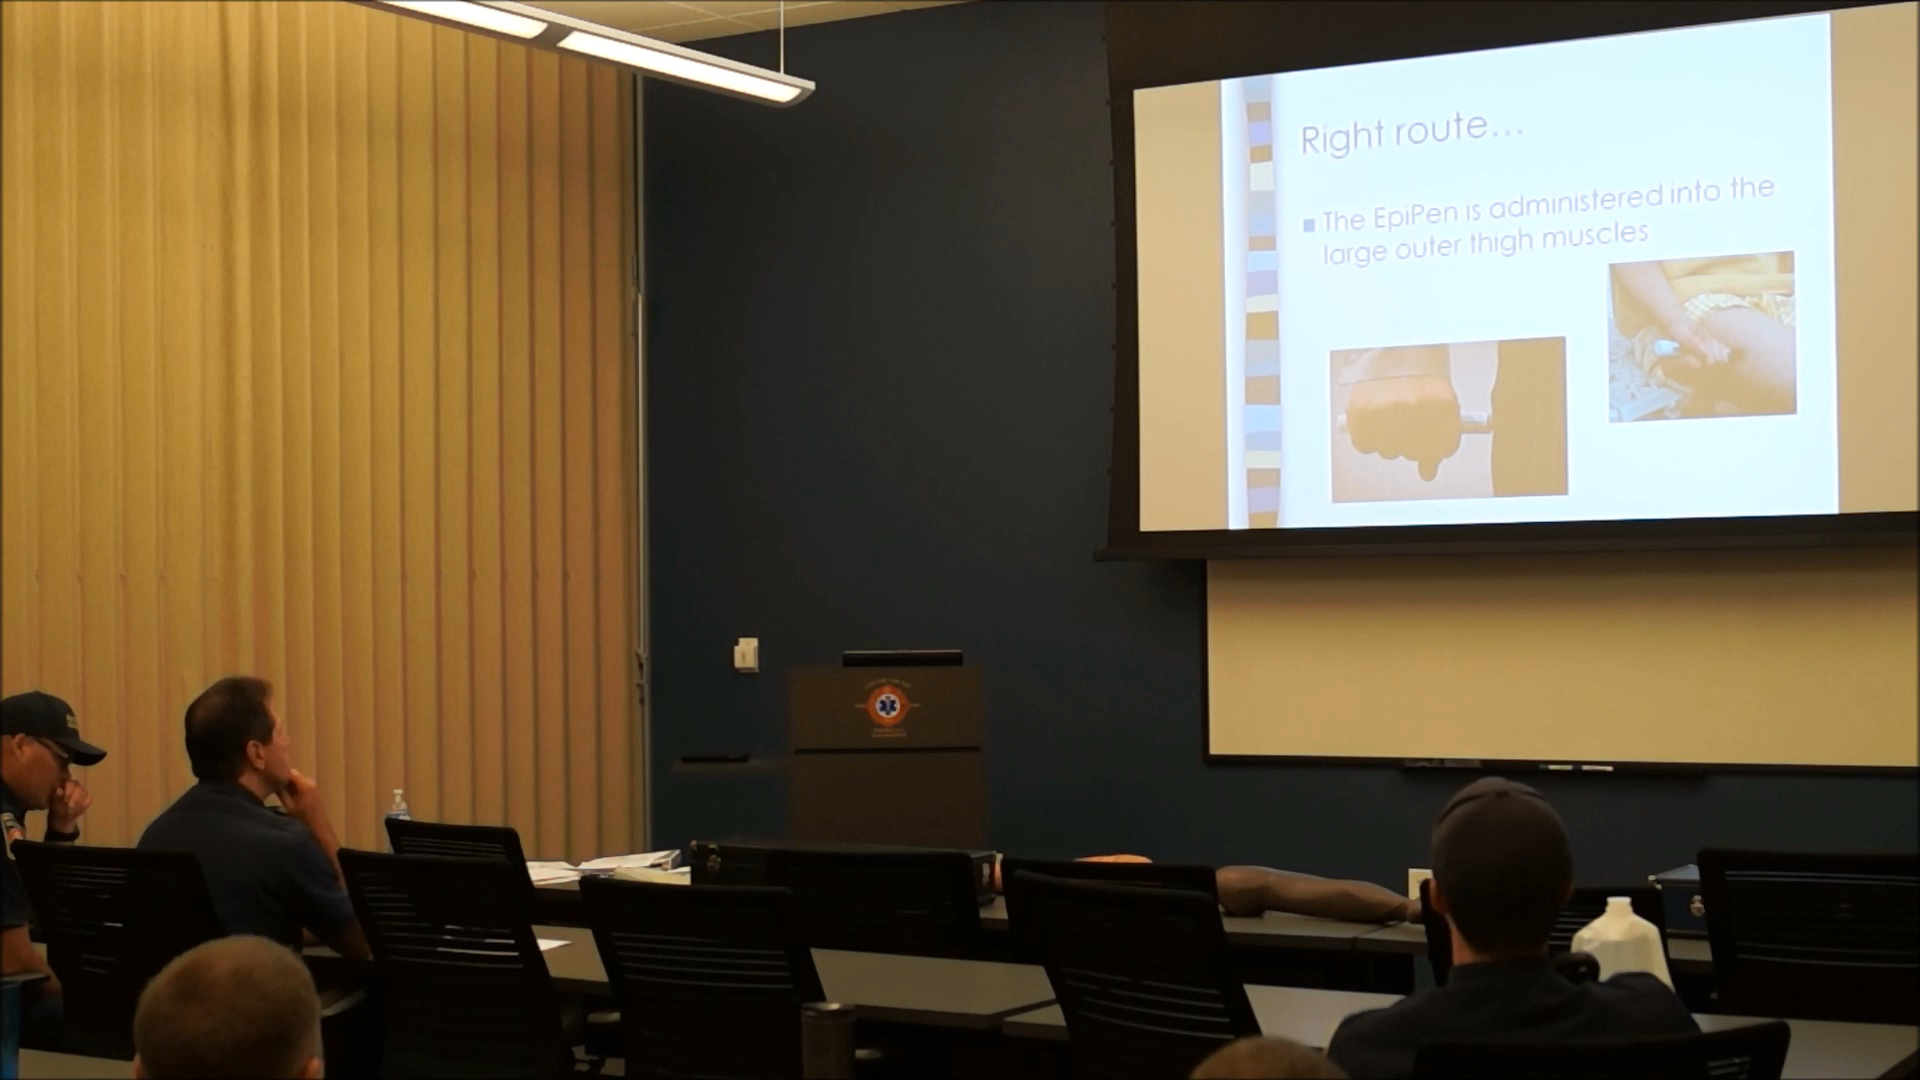 Right route...
■ The EpiPen is administered into the
large outer thigh muscles